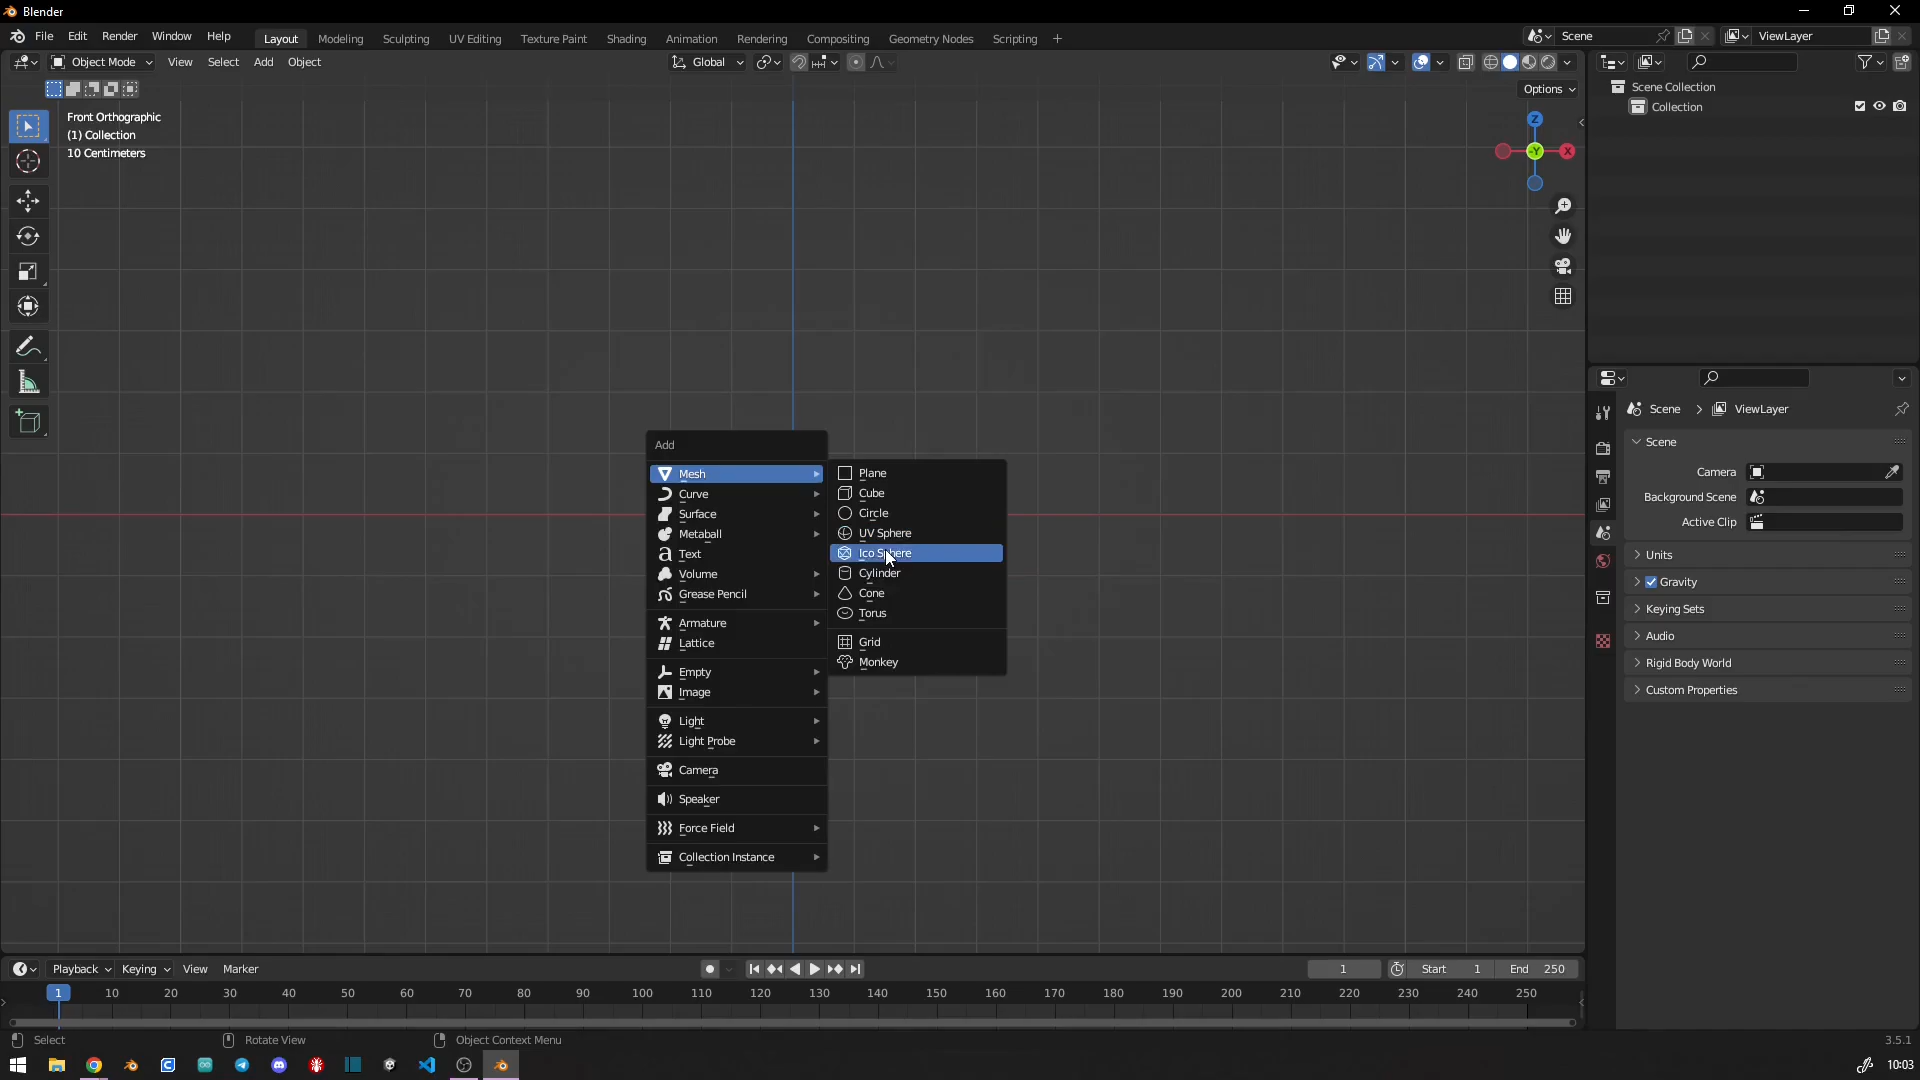 Blender
File Edit Render Window Help
Layout Modeling Sculpting UV Editing Texture Paint Shading Animation Rendering Compositing Geometry Nodes Scripting +
Scene
ViewLayer
Object Mode View Select Add Object
Global
Options
Front Orthographic
(1) Collection
10 Centimeters
Z
-Y
X
Scene Collection
Collection
Add
Mesh
Curve
Surface
Metaball
Text
Volume
Grease Pencil
Armature
Lattice
Empty
Image
Light
Light Probe
Camera
Speaker
Force Field
Collection Instance
Plane
Cube
Circle
UV Sphere
Ico Sphere
Cylinder
Cone
Torus
Grid
Monkey
Scene > ViewLayer
Scene
Camera
Background Scene
Active Clip
Units
Gravity
Keying Sets
Audio
Rigid Body World
Custom Properties
Playback Keying View Marker
1
Start 1
End 250
1 10 20 30 40 50 60 70 80 90 100 110 120 130 140 150 160 170 180 190 200 210 220 230 240 250
Select
Rotate View
Object Context Menu
3.5.1
10:03